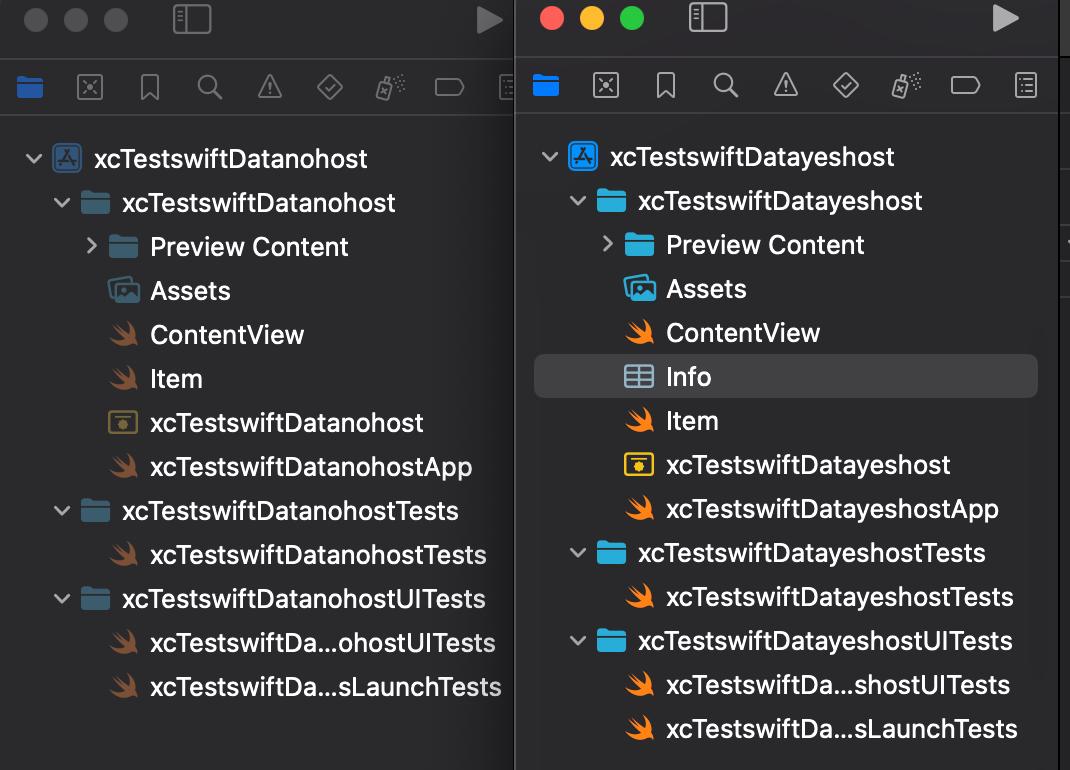 xcTestswiftDatanohost
xcTestswiftDatanohost
Preview Content
Assets
ContentView
Item
xcTestswiftDatanohost
xcTestswiftDatanohostApp
xcTestswiftDatanohostTests
xcTestswiftDatanohostTests
xcTestswiftDatanohostUITests
xcTestswiftDa...ohostUITests
xcTestswiftDa...sLaunchTests
xcTestswiftDatayeshost
xcTestswiftDatayeshost
Preview Content
Assets
ContentView
Info
Item
xcTestswiftDatayeshost
xcTestswiftDatayeshostApp
xcTestswiftDatayeshostTests
xcTestswiftDatayeshostTests
xcTestswiftDatayeshostUITests
xcTestswiftDa...shostUITests
xcTestswiftDa...sLaunchTests